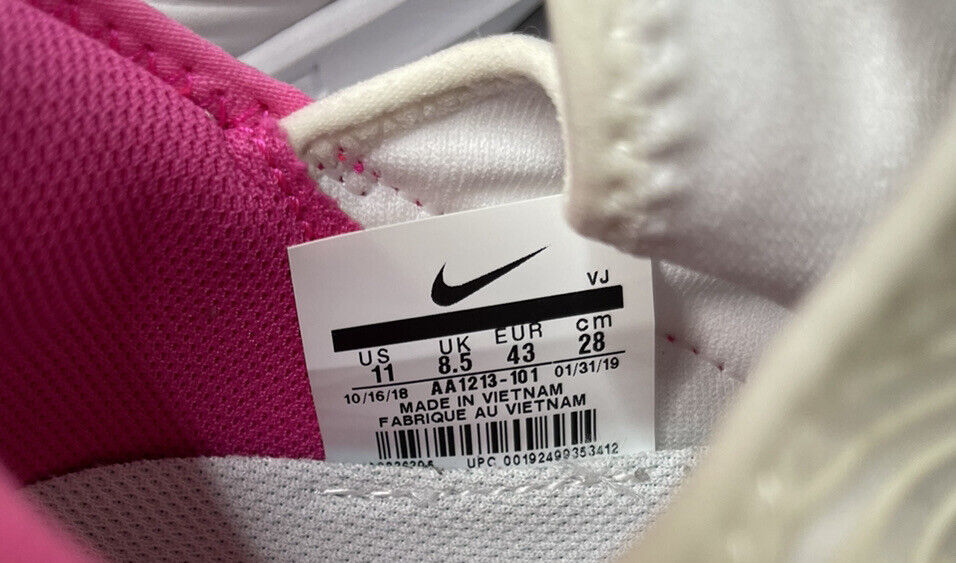 VJ
US UK EUR cm
11 8.5 43 28
10/16/18 AA1213-101 01/31/19
MADE IN VIETNAM
FABRIQUE AU VIETNAM
UPC 00192499353412